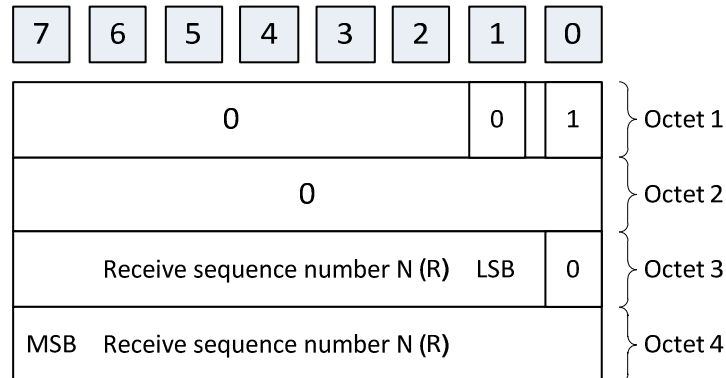 7 6 5 4 3 2 1 0
0 0 1 Octet 1
0 Octet 2
Receive sequence number N (R) LSB 0 Octet 3
MSB Receive sequence number N (R) Octet 4